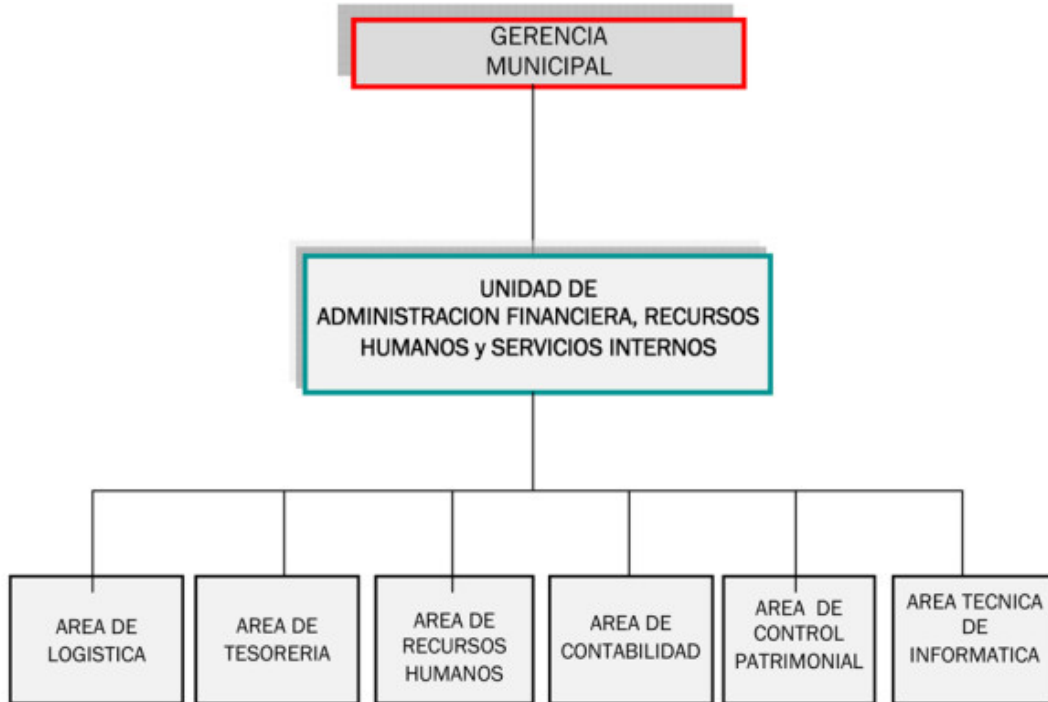 GERENCIA
MUNICIPAL
UNIDAD DE
ADMINISTRACION FINANCIERA, RECURSOS
HUMANOS y SERVICIOS INTERNOS
AREA DE
LOGISTICA
AREA DE
TESORERIA
AREA DE
RECURSOS
HUMANOS
AREA DE
CONTABILIDAD
AREA DE
CONTROL
PATRIMONIAL
AREA TECNICA
DE
INFORMATICA